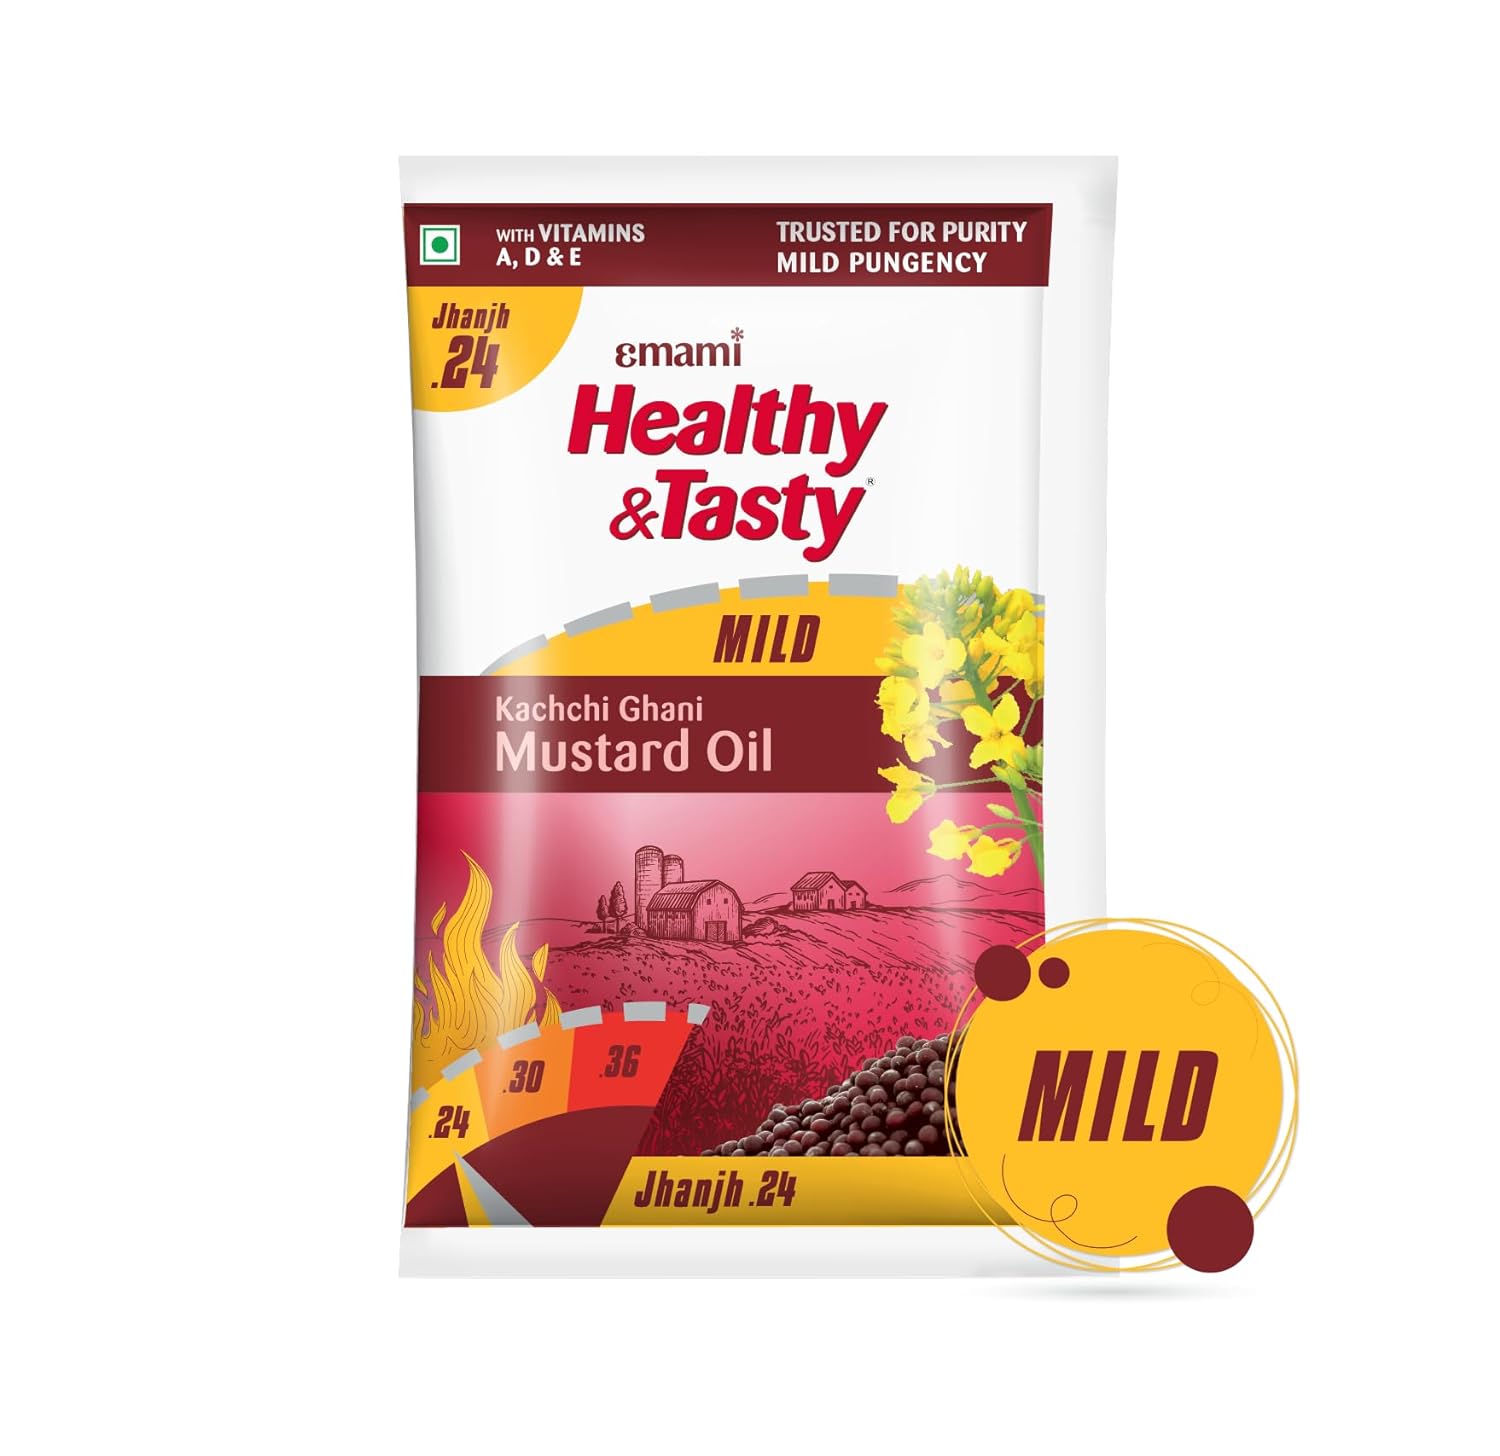 WITH VITAMINS
A, D & E
TRUSTED FOR PURITY
MILD PUNGENCY
Jhanjh
.24
emami*
Healthy
&Tasty®
MILD
Kachchi Ghani
Mustard Oil
.24
.30
.36
Jhanjh .24
MILD